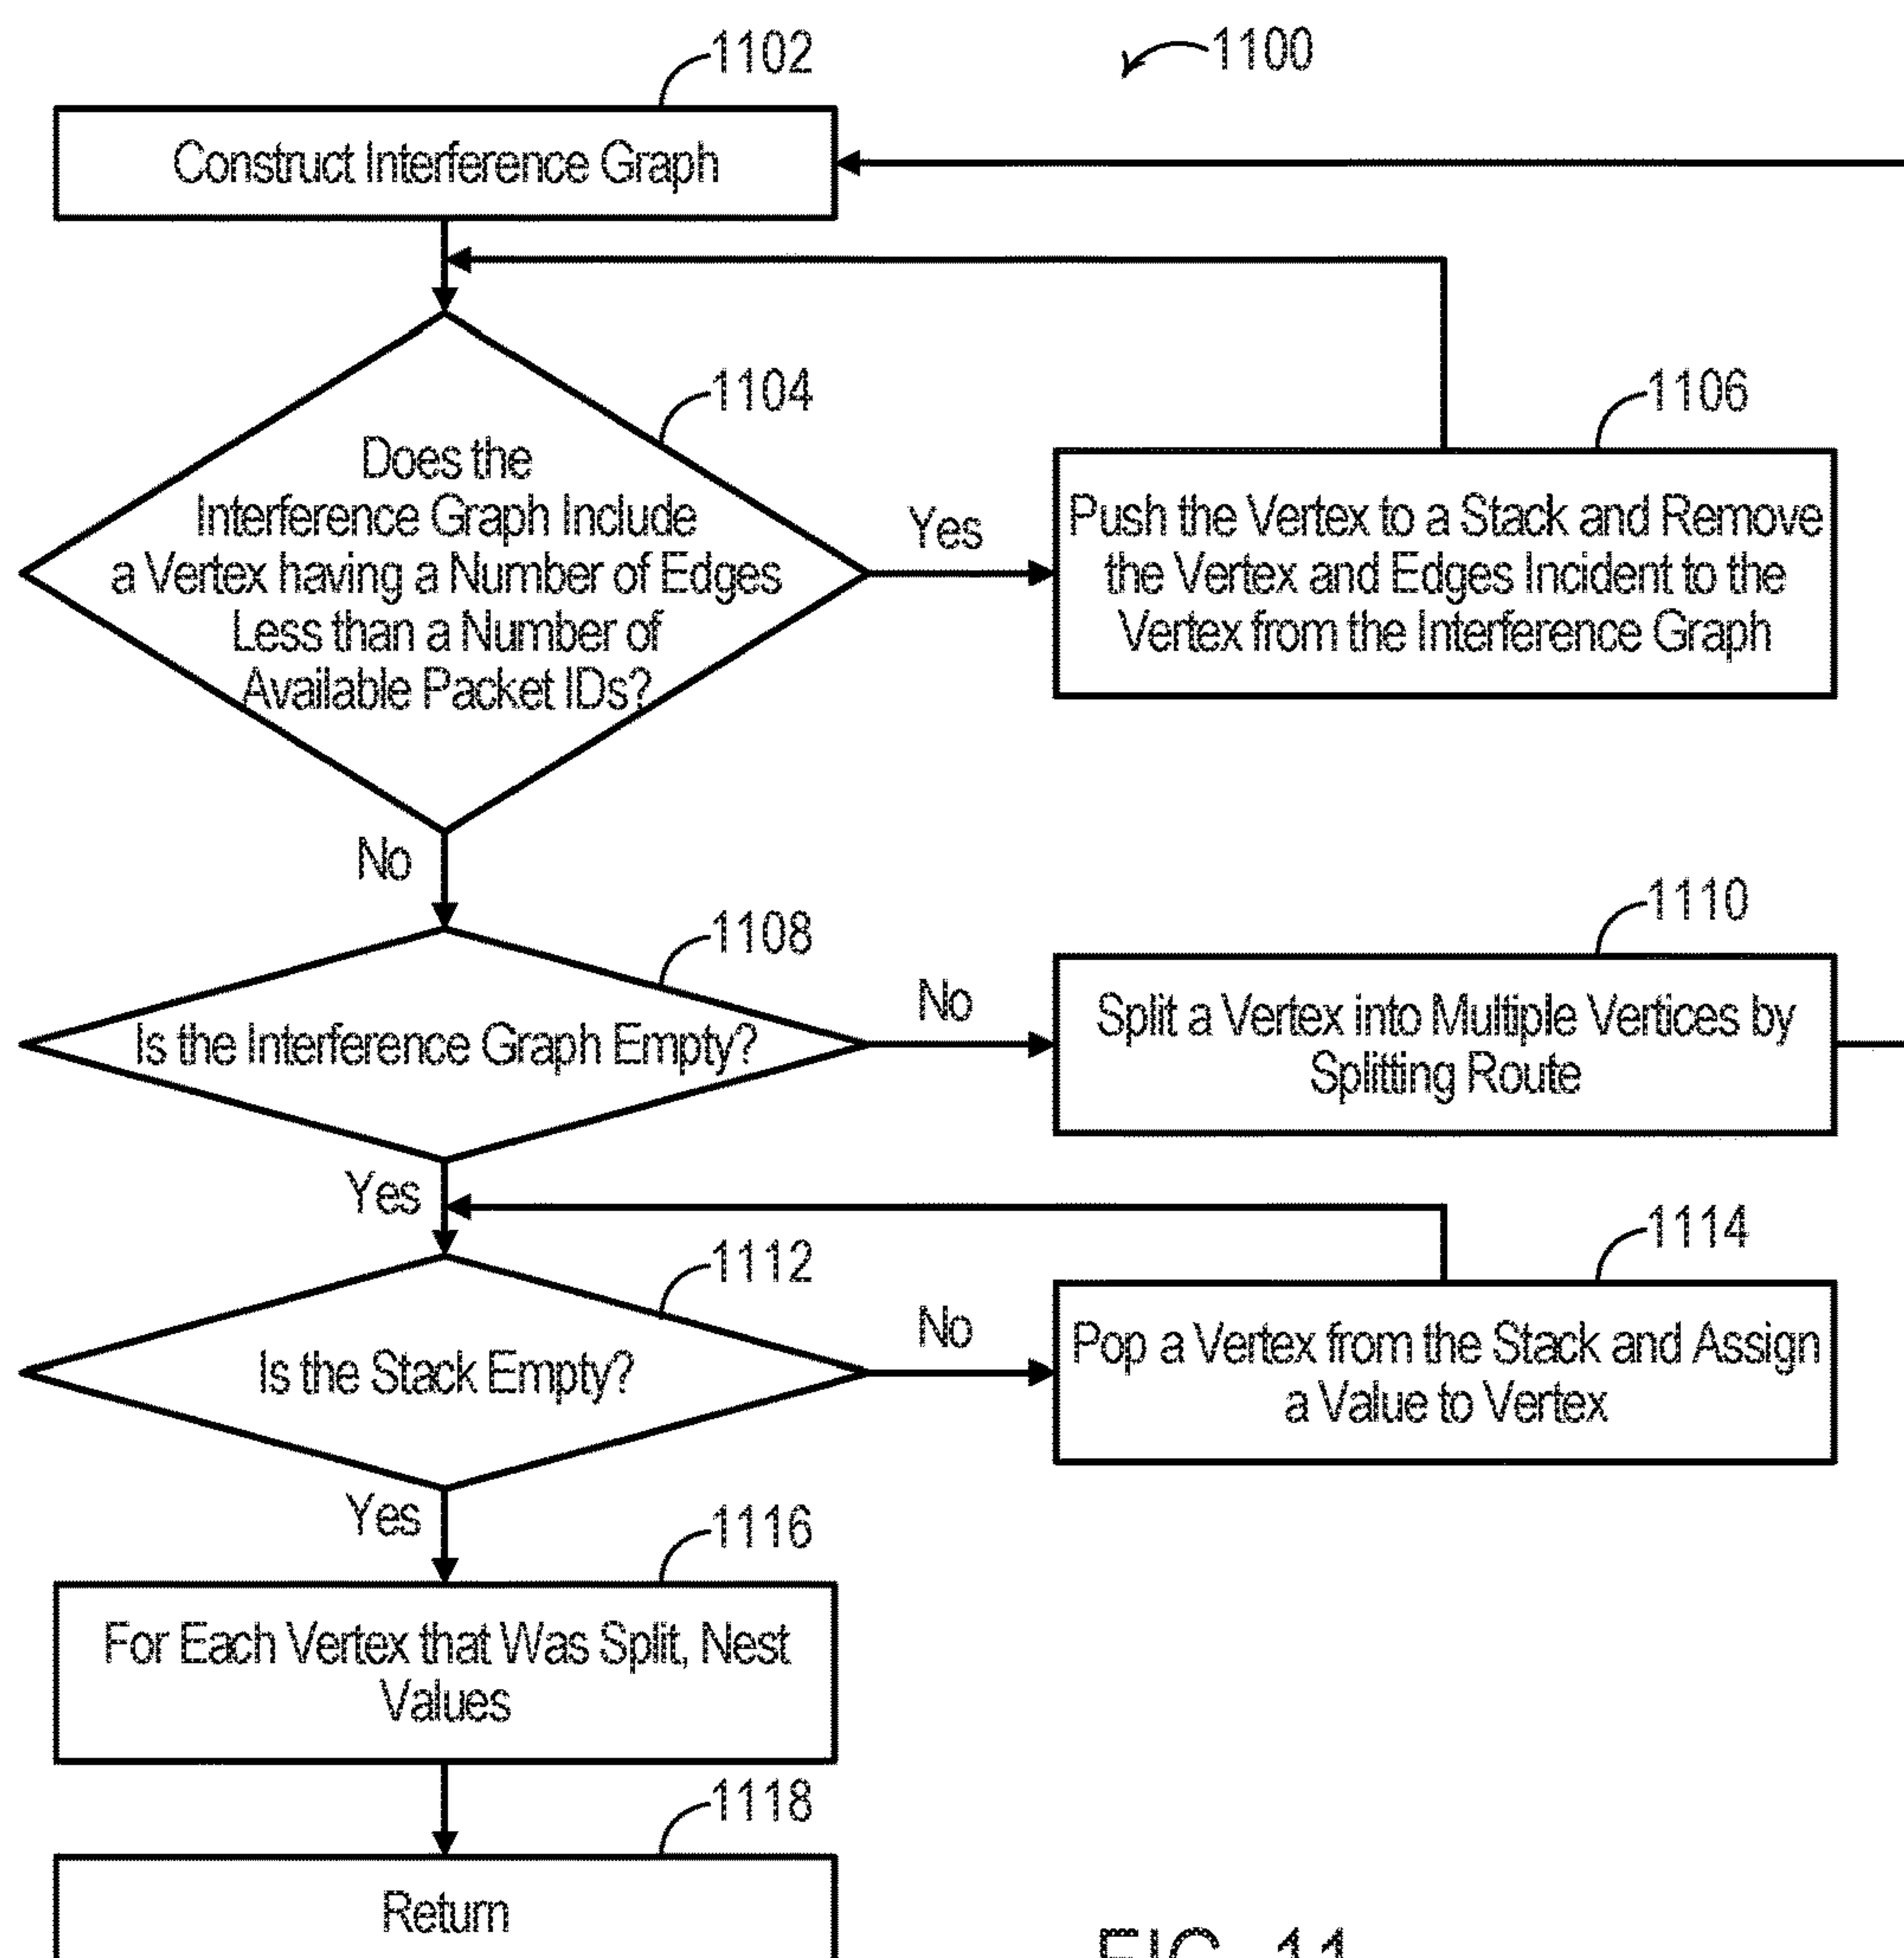 1100
1102
Construct Interference Graph
1104
Does the
Interference Graph Include
a Vertex having a Number of Edges
Less than a Number of
Available Packet IDs?
Yes
1106
Push the Vertex to a Stack and Remove
the Vertex and Edges Incident to the
Vertex from the Interference Graph
No
1108
Is the Interference Graph Empty?
No
1110
Split a Vertex into Multiple Vertices by
Splitting Route
Yes
1112
Is the Stack Empty?
No
1114
Pop a Vertex from the Stack and Assign
a Value to Vertex
Yes
1116
For Each Vertex that Was Split, Nest
Values
1118
Return
FIG. 11